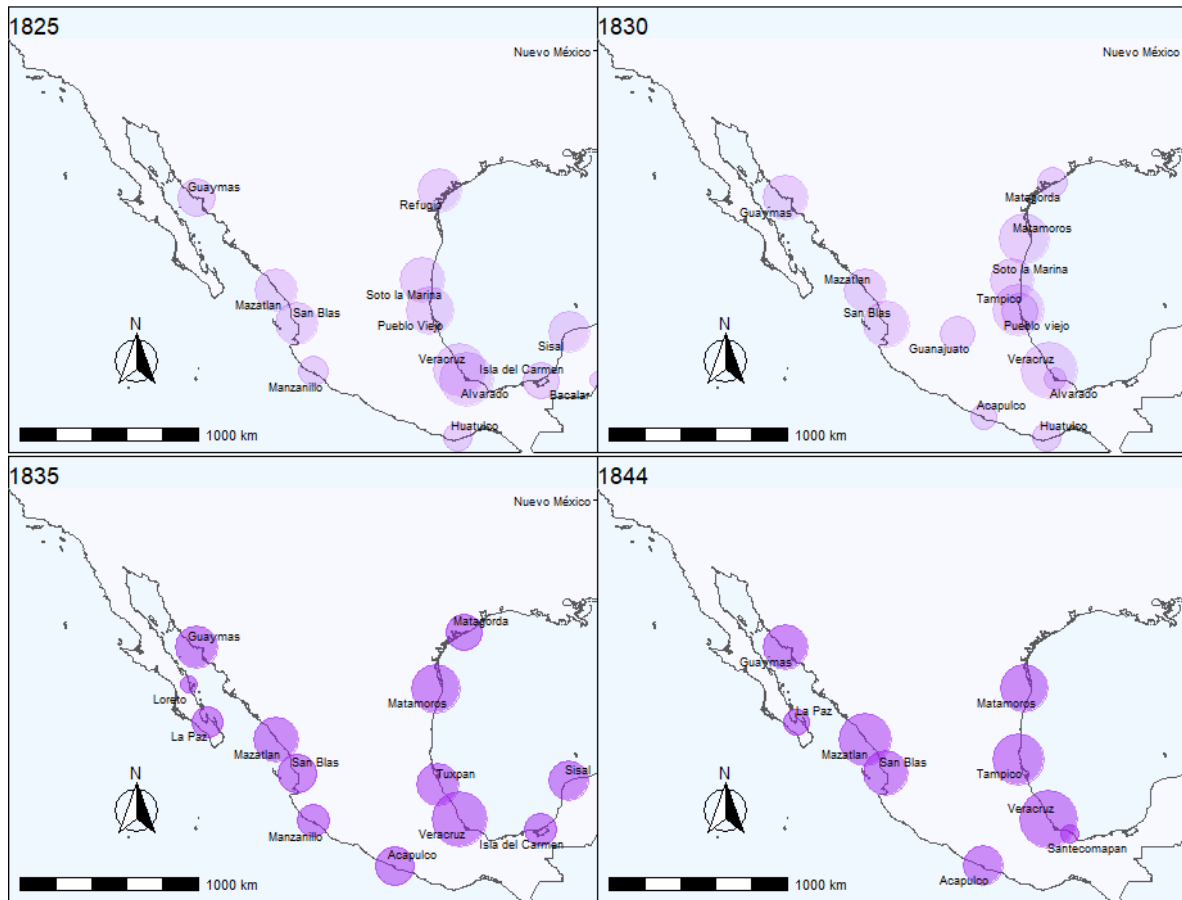 1825
Nuevo México
Guaymas
Refugio
Mazatlan
San Blas
Soto la Marina
Pueblo Viejo
Sisal
Veracruz
Isla del Carmen
Manzanillo
Alvarado
Bacalar
Huatulco
N
1000 km
1830
Nuevo México
Matagorda
Guaymas
Matamoros
Soto la Marina
Mazatlan
Tampico
San Blas
Pueblo viejo
Guanajuato
Veracruz
Alvarado
Acapulco
Huatulco
N
1000 km
1835
Nuevo México
Matagorda
Guaymas
Loreto
Matamoros
La Paz
Mazatlan
San Blas
Tuxpan
Sisal
Manzanillo
Veracruz
Isla del Carmen
Acapulco
N
1000 km
1844
Guaymas
Matamoros
La Paz
Mazatlan
San Blas
Tampico
Veracruz
Santecomapan
Acapulco
N
1000 km